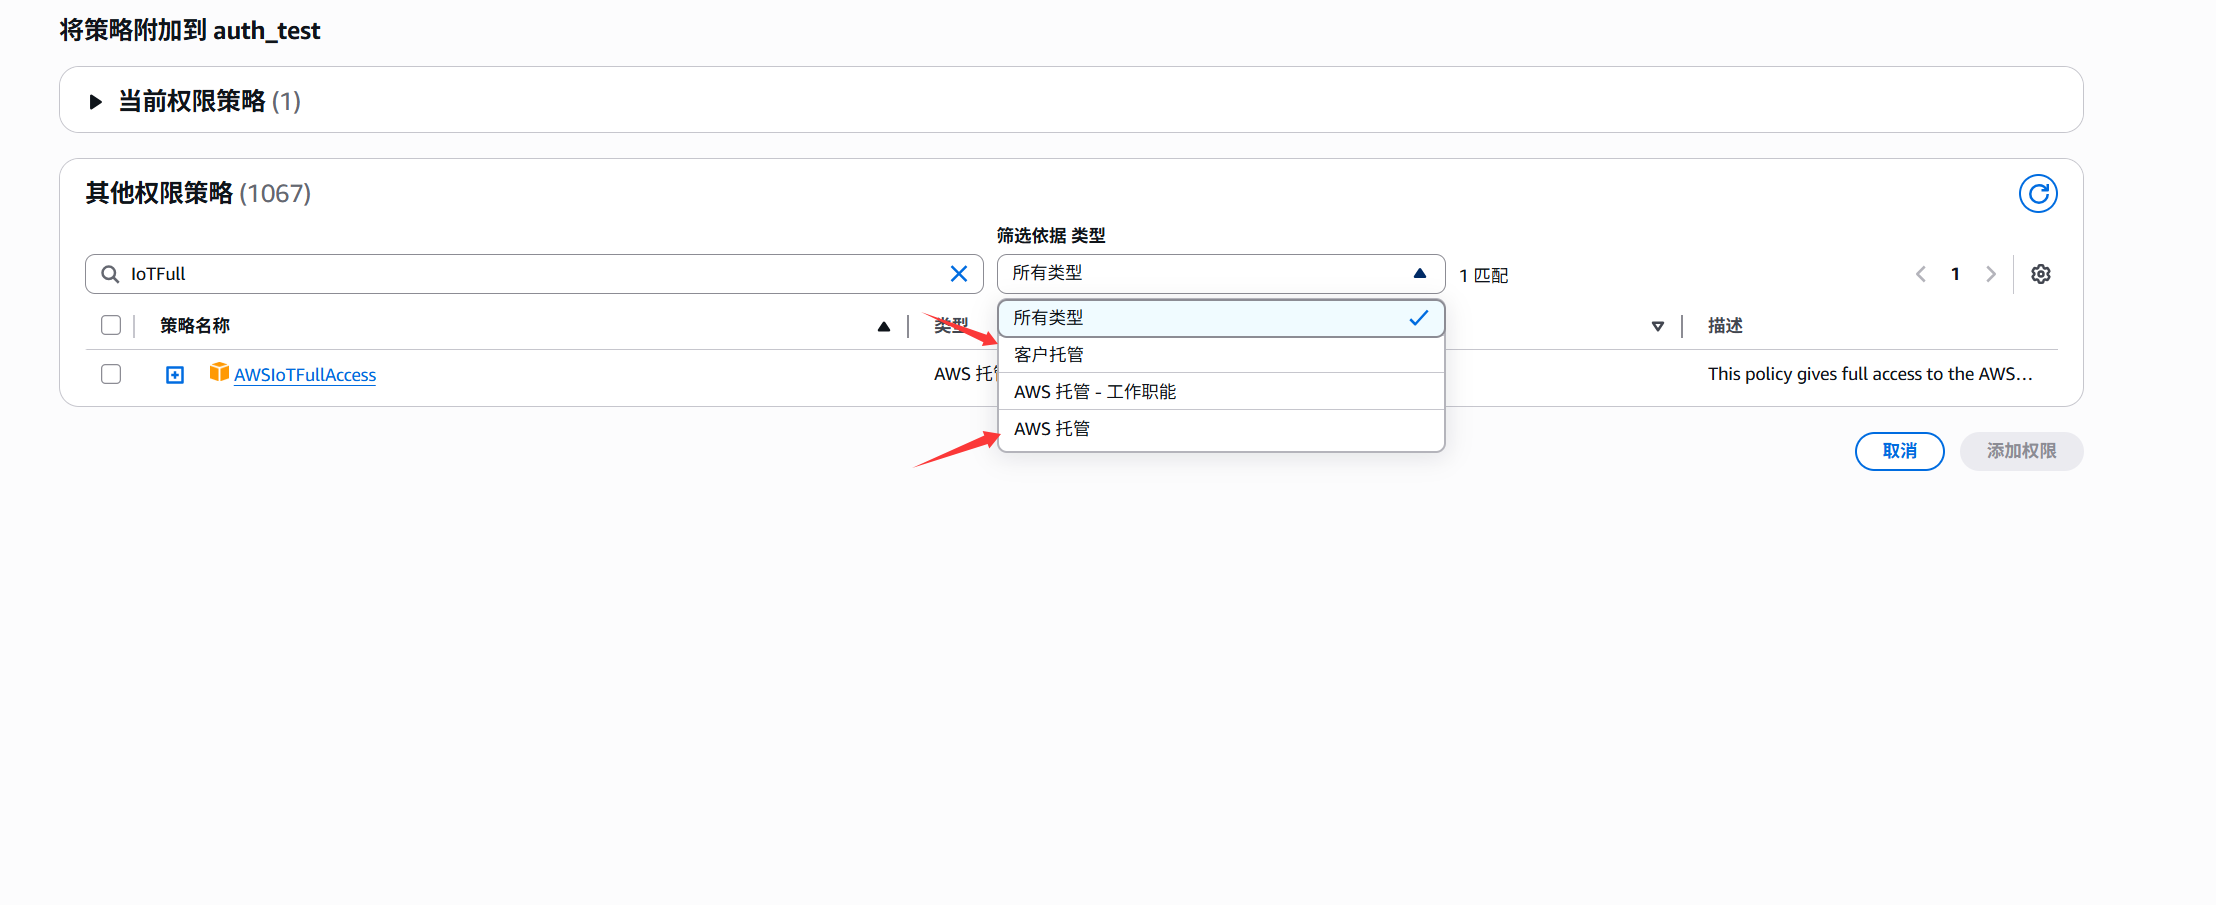 将策略附加到 auth_test
当前权限策略 (1)
其他权限策略 (1067)
筛选依据 类型
IoTFull
所有类型
1 匹配
1
策略名称
类型
描述
所有类型
客户托管
AWS 托管 - 工作职能
AWS 托管
AWSIoTFullAccess
AWS 托
This policy gives full access to the AWS...
取消
添加权限